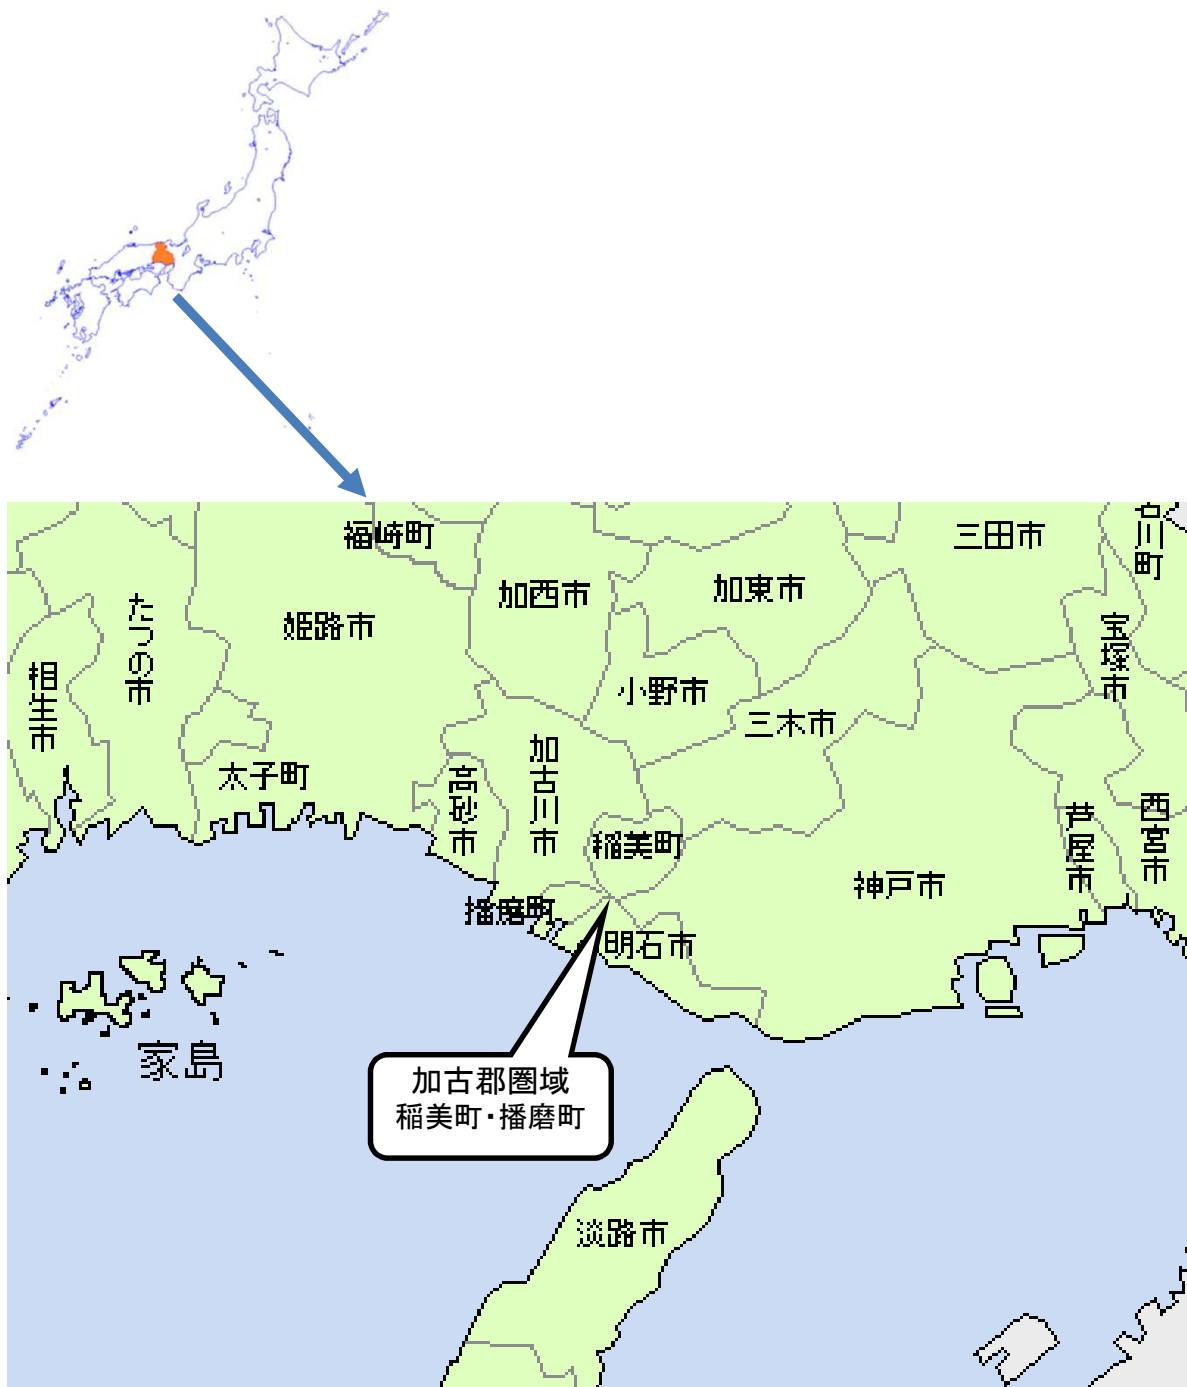 福崎町
三田市
川町
加西市
加東市
たつの市
姫路市
宝塚市
相生市
小野市
三木市
加古川市
太子町
高砂市
芦屋市
西宮市
稲美町
神戸市
播磨町
明石市
家島
加古郡圏域
稲美町・播磨町
淡路市